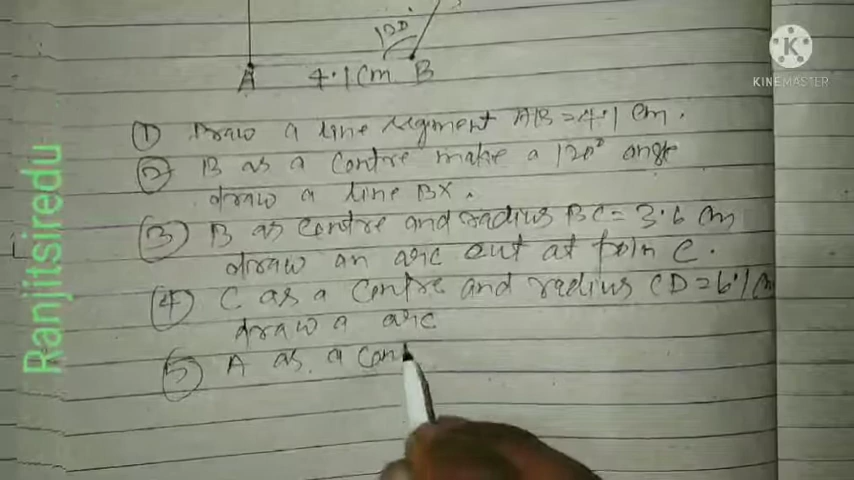 120°
A 4.1cm B
KINEMASTER
① Draw a line segment AB = 4.1 cm.
② B as a centre make a 120° angle
draw a line BX.
③ B as centre and radius BC = 3.6 cm
draw an arc cut at poin C.
④ C as a centre and radius CD = 6.1 cm
draw a arc
⑤ A as a cen
Ranjitsiredu